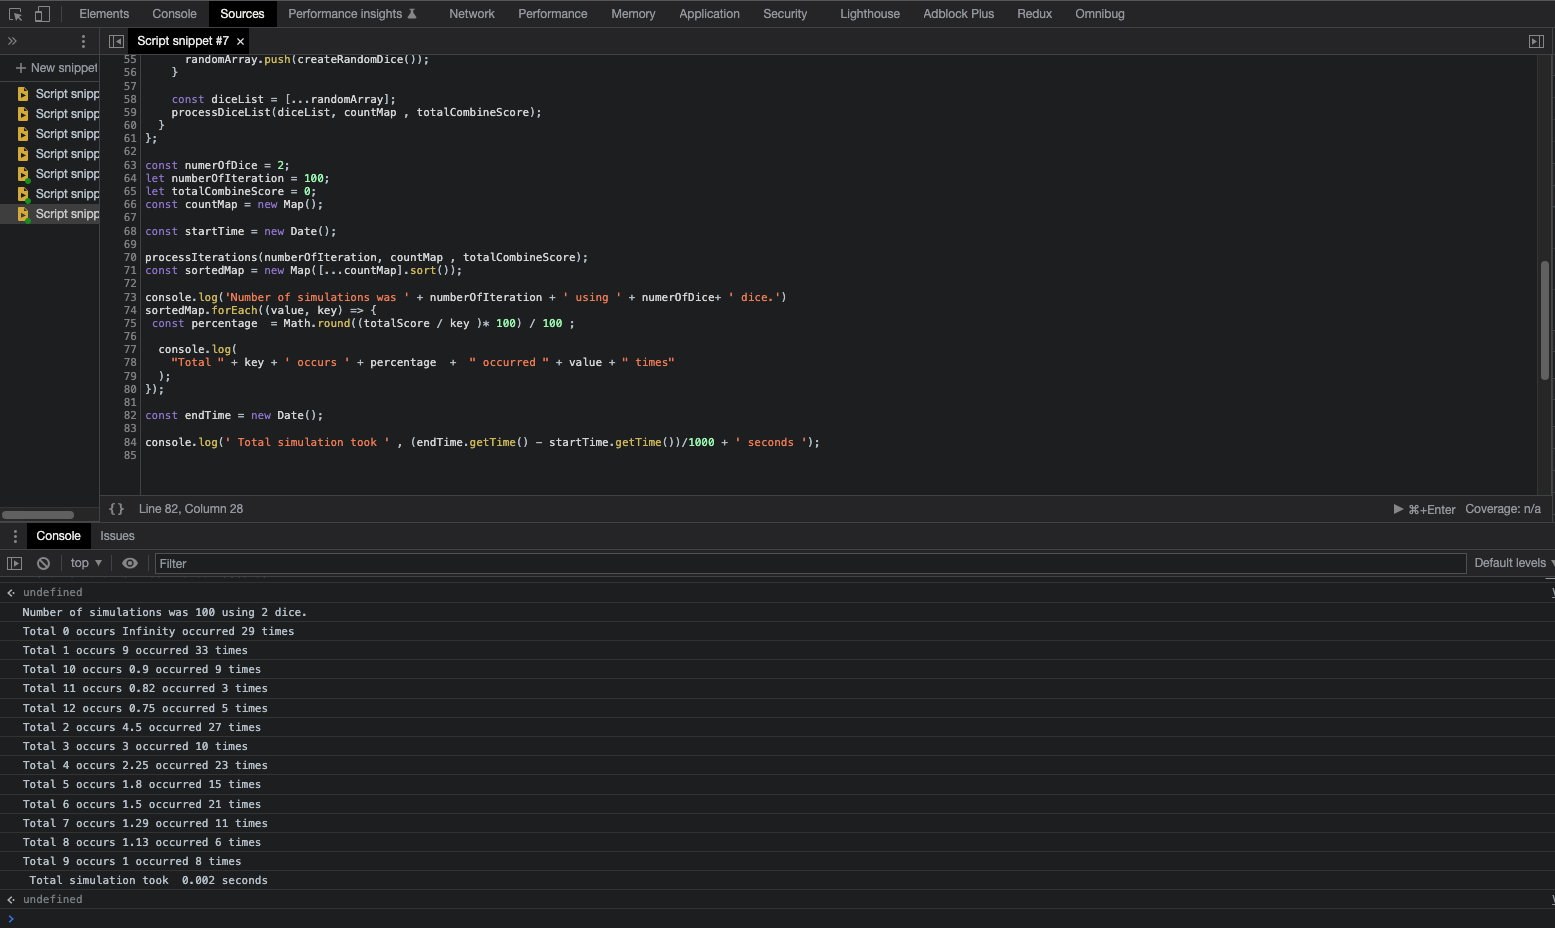 Elements Console Sources Performance insights Network Performance Memory Application Security Lighthouse Adblock Plus Redux Omnibug
Script snippet #7 ×
+ New snippet
Script snipp
Script snipp
Script snipp
Script snipp
Script snipp
Script snipp
Script snipp
55 randomArray.push(createRandomDice());
56 }
57
58 const diceList = [...randomArray];
59 processDiceList(diceList, countMap , totalCombineScore);
60 }
61 };
62
63 const numerOfDice = 2;
64 let numberOfIteration = 100;
65 let totalCombineScore = 0;
66 const countMap = new Map();
67
68 const startTime = new Date();
69
70 processIterations(numberOfIteration, countMap , totalCombineScore);
71 const sortedMap = new Map([...countMap].sort());
72
73 console.log('Number of simulations was ' + numberOfIteration + ' using ' + numerOfDice+ ' dice.')
74 sortedMap.forEach((value, key) => {
75 const percentage  = Math.round((totalScore / key )* 100) / 100 ;
76
77 console.log(
78 "Total " + key + ' occurs ' + percentage  +  " occurred " + value + " times"
79 );
80 });
81
82 const endTime = new Date();
83
84 console.log(' Total simulation took ' , (endTime.getTime() - startTime.getTime())/1000 + ' seconds ');
85
{} Line 82, Column 28 ⌘+Enter Coverage: n/a
Console Issues
top ▼ Filter Default levels
undefined
Number of simulations was 100 using 2 dice.
Total 0 occurs Infinity occurred 29 times
Total 1 occurs 9 occurred 33 times
Total 10 occurs 0.9 occurred 9 times
Total 11 occurs 0.82 occurred 3 times
Total 12 occurs 0.75 occurred 5 times
Total 2 occurs 4.5 occurred 27 times
Total 3 occurs 3 occurred 10 times
Total 4 occurs 2.25 occurred 23 times
Total 5 occurs 1.8 occurred 15 times
Total 6 occurs 1.5 occurred 21 times
Total 7 occurs 1.29 occurred 11 times
Total 8 occurs 1.13 occurred 6 times
Total 9 occurs 1 occurred 8 times
Total simulation took  0.002 seconds
undefined